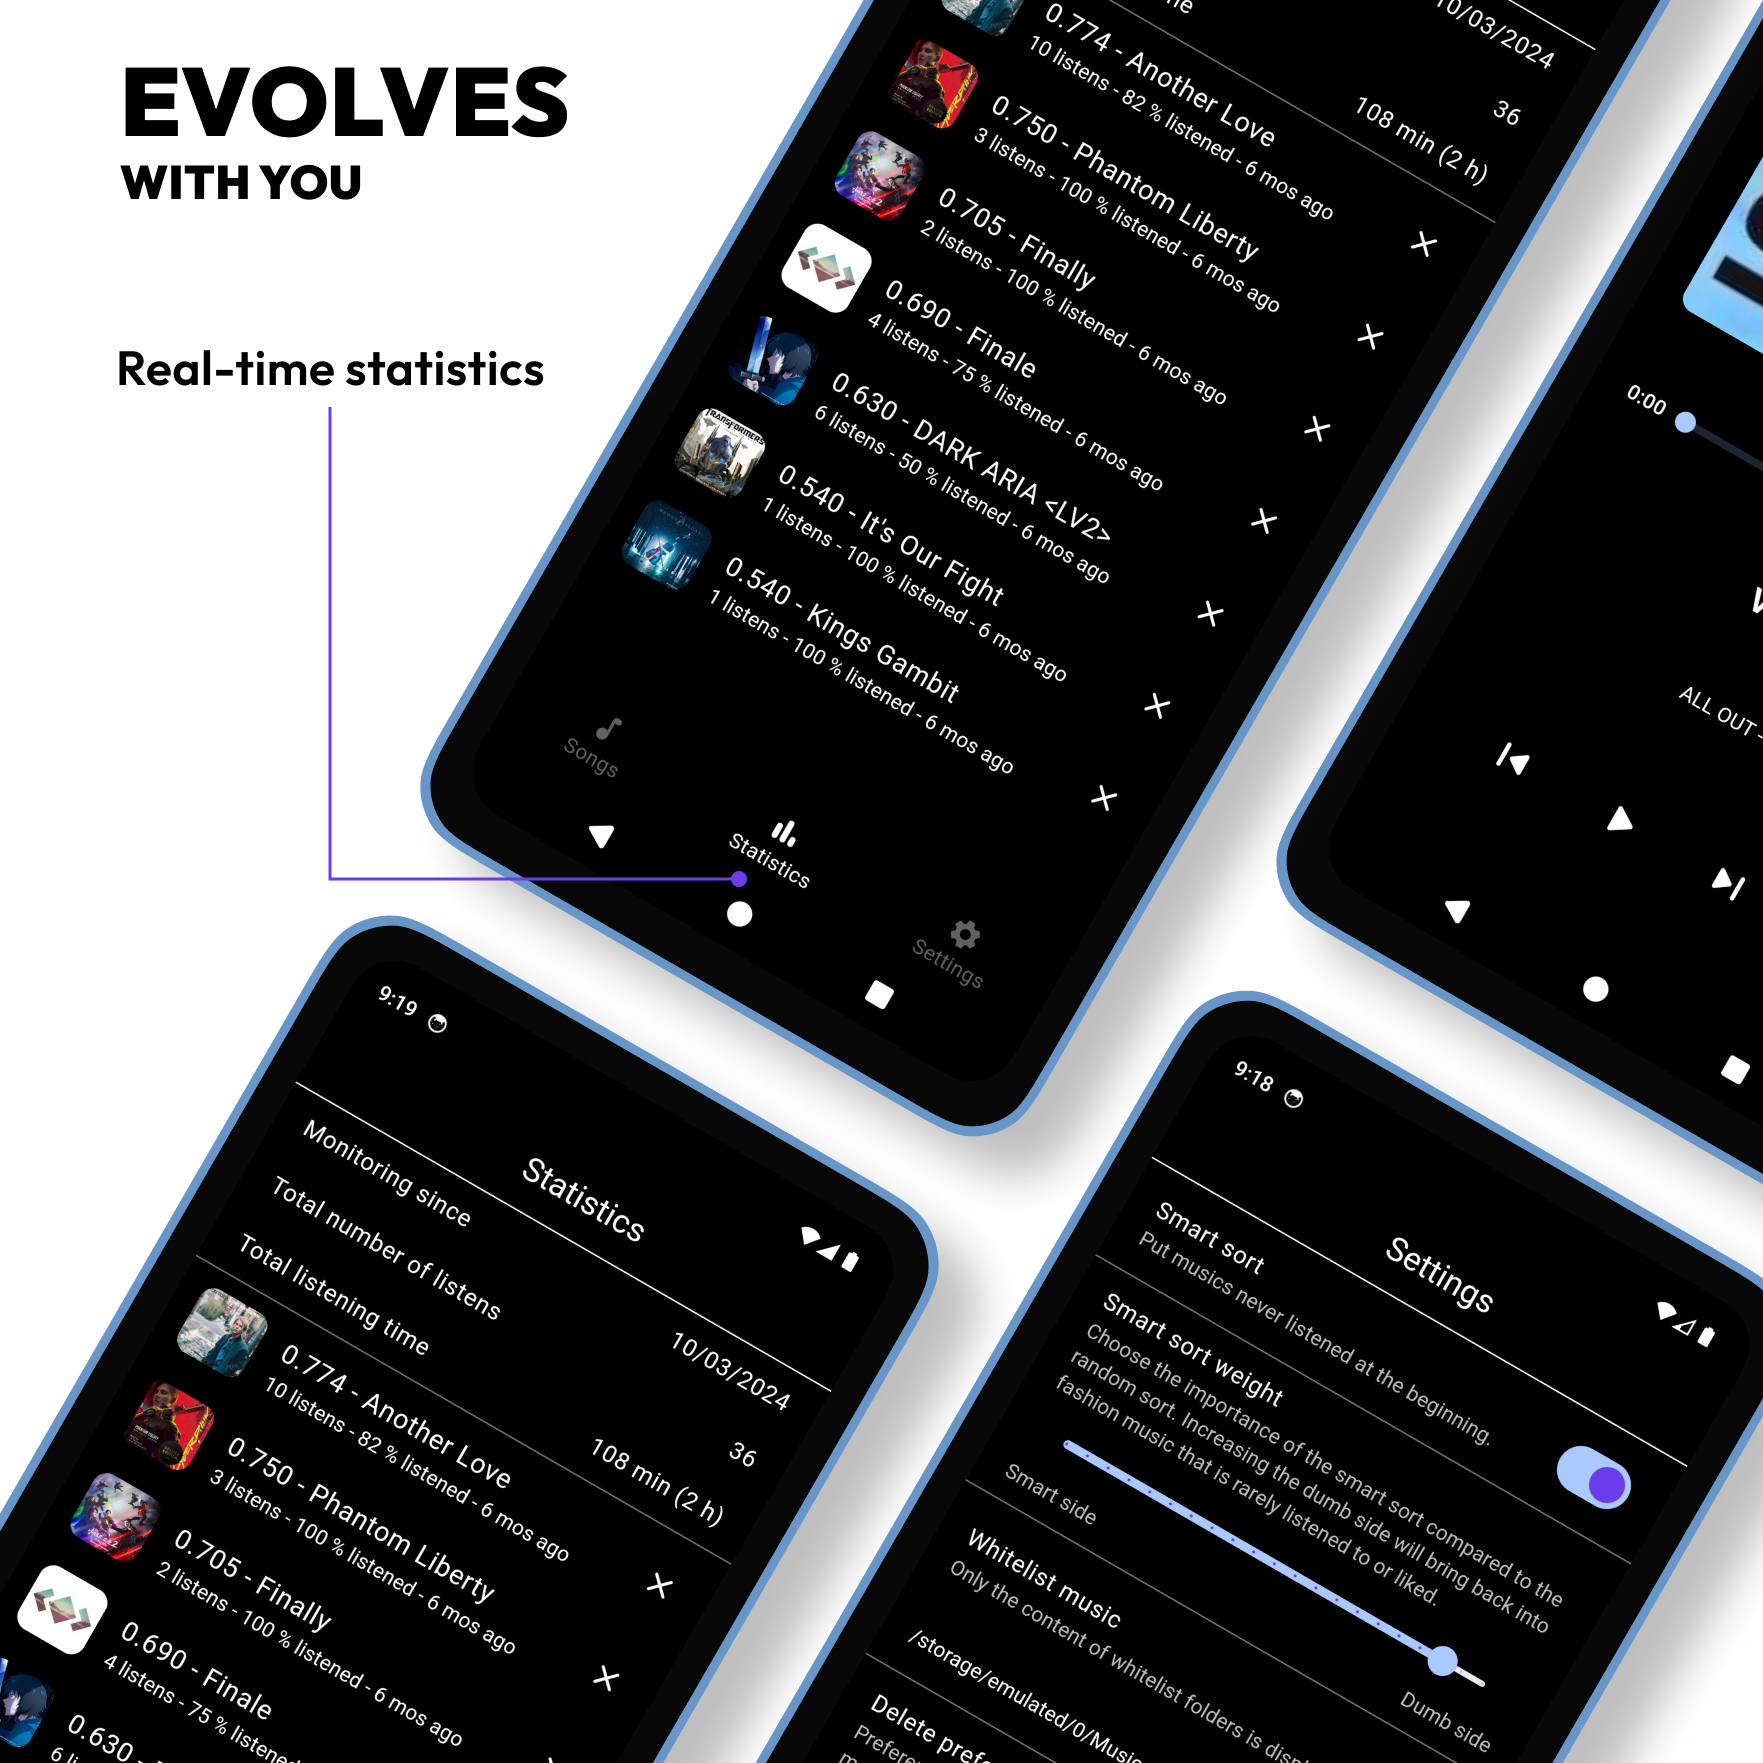 EVOLVES
WITH YOU
Real-time statistics
10/03/2024
36
108 min (2 h)
0.774 - Another Love
10 listens - 82 % listened - 6 mos ago
0.750 - Phantom Liberty
3 listens - 100 % listened - 6 mos ago
0.705 - Finally
2 listens - 100 % listened - 6 mos ago
0.690 - Finale
4 listens - 75 % listened - 6 mos ago
0.630 - DARK ARIA <LV2>
6 listens - 50 % listened - 6 mos ago
TRANSFORMERS
0.540 - It's Our Fight
1 listens - 100 % listened - 6 mos ago
0.540 - Kings Gambit
1 listens - 100 % listened - 6 mos ago
Songs
Statistics
Settings
0:00
ALL OUT -
9:19
Statistics
Monitoring since
10/03/2024
Total number of listens
36
Total listening time
108 min (2 h)
0.774 - Another Love
10 listens - 82 % listened - 6 mos ago
0.750 - Phantom Liberty
3 listens - 100 % listened - 6 mos ago
0.705 - Finally
2 listens - 100 % listened - 6 mos ago
0.690 - Finale
4 listens - 75 % listened - 6 mos ago
0.630 -
9:18
Settings
Smart sort
Put musics never listened at the beginning.
Smart sort weight
Choose the importance of the smart sort compared to the
random sort. Increasing the dumb side will bring back into
fashion music that is rarely listened to or liked.
Smart side
Dumb side
Whitelist music
Only the content of whitelist folders is
/storage/emulated/0/Music
Delete